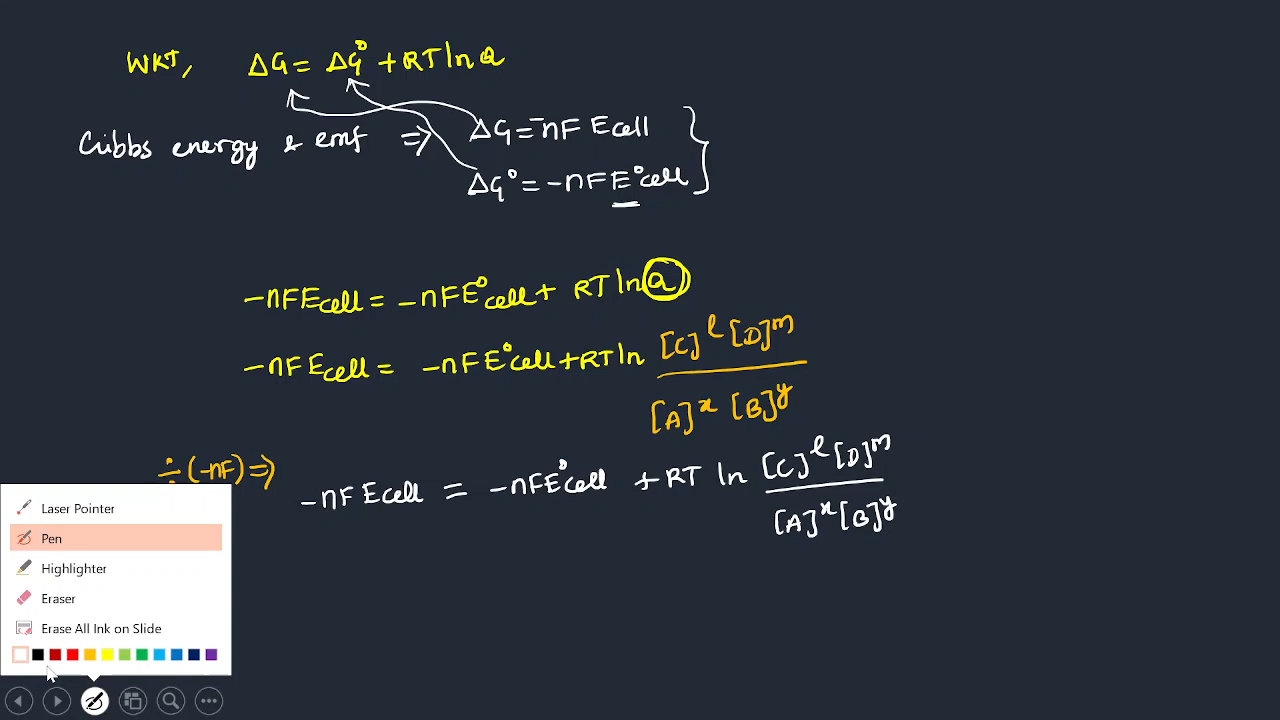 WKT, ΔG = ΔG° + RT ln Q
Gibbs energy & emf ⇒ ΔG = -nF Ecell
ΔG° = -nFE°cell
-nFEcell = -nFE°cell + RT ln Q
-nFEcell = -nFE°cell + RT ln [C]^l [D]^m / [A]^x [B]^y
÷ (-nF) ⇒
-nF Ecell = -nFE°cell + RT ln [C]^l [D]^m / [A]^x [B]^y
Laser Pointer
Pen
Highlighter
Eraser
Erase All Ink on Slide